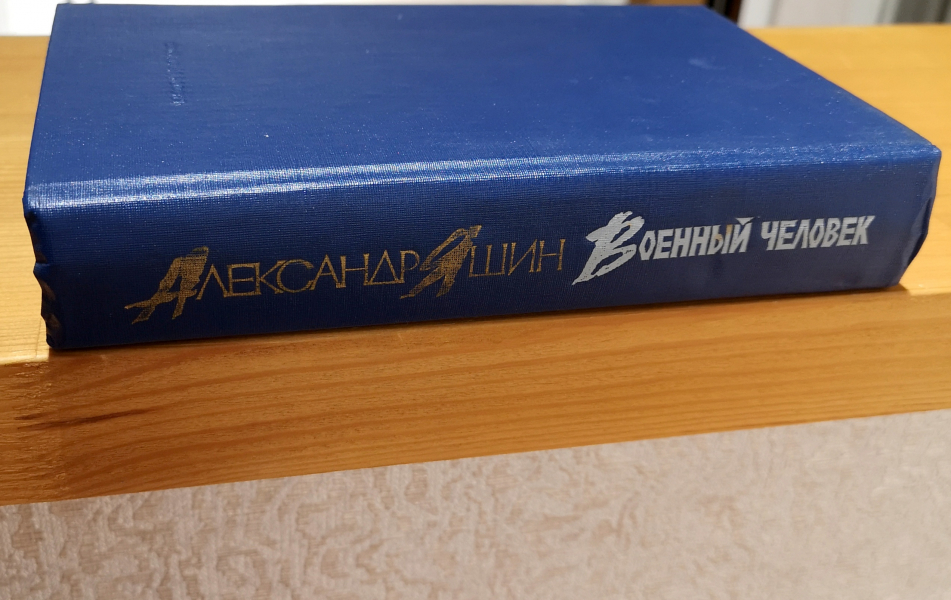 Александр Яшин Военный человек